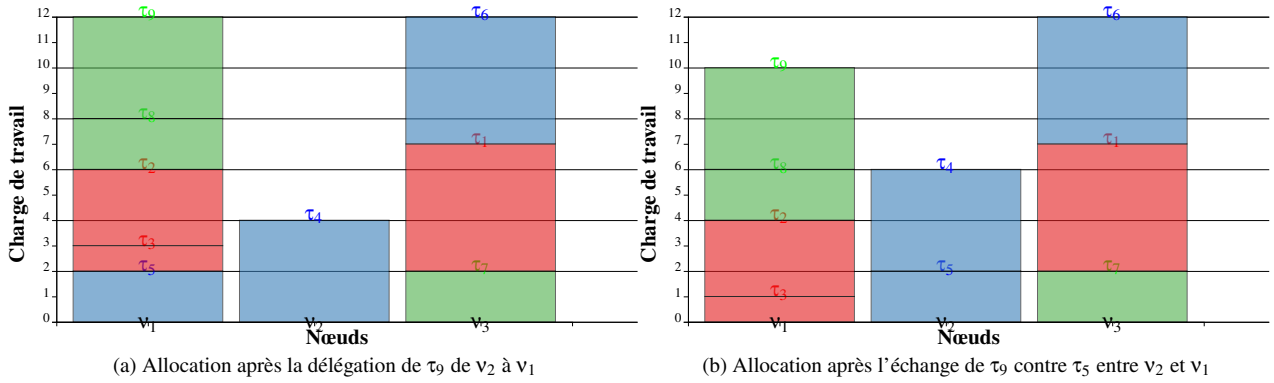 Charge de travail
12
11
10
9
8
7
6
5
4
3
2
1
0
τ9
τ8
τ2
τ3
τ5
ν1
τ4
ν2
τ6
τ1
τ7
ν3
Nœuds
(a) Allocation après la délégation de τ9 de ν2 à ν1
Charge de travail
12
11
10
9
8
7
6
5
4
3
2
1
0
τ9
τ8
τ2
τ3
ν1
τ4
τ5
ν2
τ6
τ1
τ7
ν3
Nœuds
(b) Allocation après l’échange de τ9 contre τ5 entre ν2 et ν1